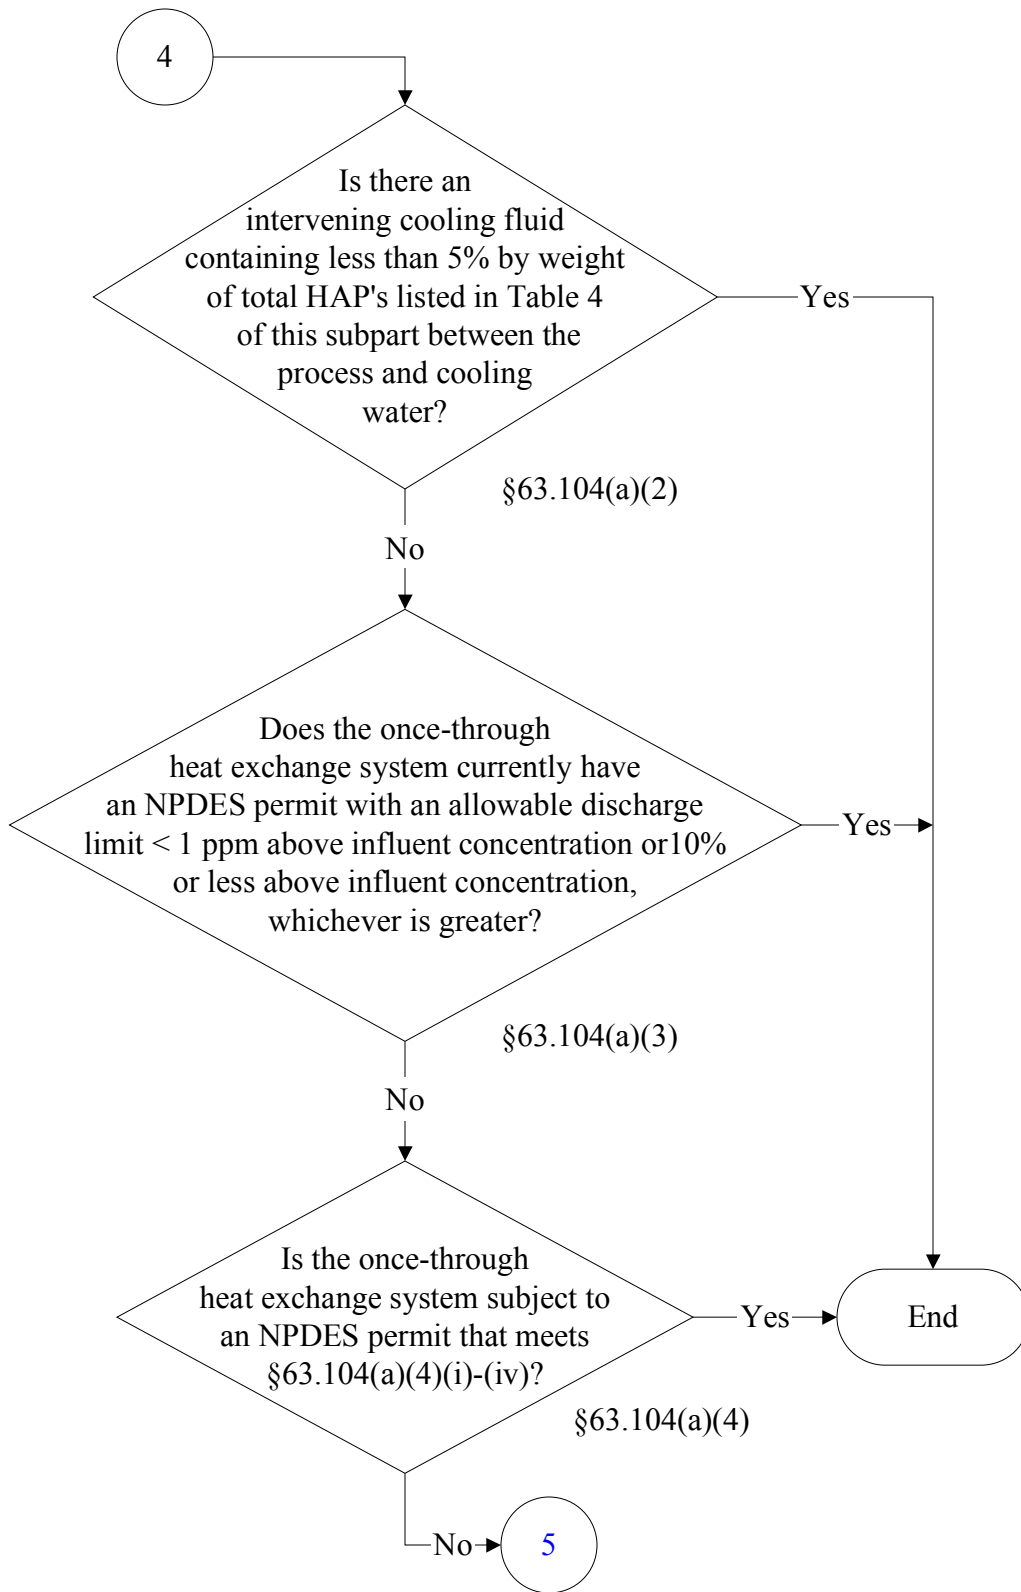 4
Is there an
intervening cooling fluid
containing less than 5% by weight
of total HAP's listed in Table 4
of this subpart between the
process and cooling
water?
Yes
§63.104(a)(2)
No
Does the once-through
heat exchange system currently have
an NPDES permit with an allowable discharge
limit < 1 ppm above influent concentration or10%
or less above influent concentration,
whichever is greater?
Yes
§63.104(a)(3)
No
Is the once-through
heat exchange system subject to
an NPDES permit that meets
§63.104(a)(4)(i)-(iv)?
Yes
End
§63.104(a)(4)
No
5